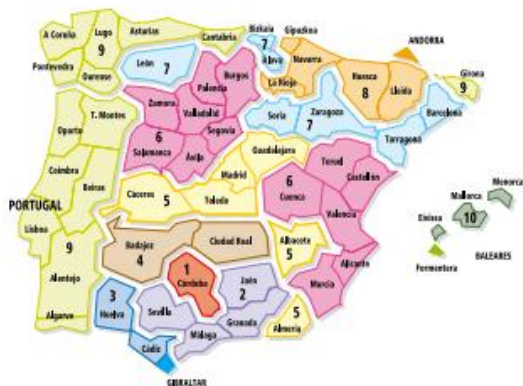 A Coruña
Lugo
9
Asturias
Cantabria
Bizkaia
7
Alava
Gipazkoa
Navarra
ANDORRA
Pontevedra
Ourense
León
7
Palencia
Burgos
La Rioja
Huesca
8
Lleida
Girona
9
Barcelona
Zamora
Valladolid
Soria
Zaragoza
7
Tarragona
Oporto
T. Montes
6
Salamanca
Segovia
Avila
Guadalajara
Madrid
Teruel
Castellón
Coimbra
Beiras
Cáceres
5
Toledo
6
Cuenca
Valencia
Menorca
Mallorca
10
Eivissa
Formentera
BALEARES
PORTUGAL
Lisboa
9
Alentejo
Algarve
Badajoz
4
Ciudad Real
Albacete
5
Alicante
Murcia
1
Córdoba
Jaén
2
3
Huelva
Sevilla
Granada
5
Almería
Málaga
Cádiz
GIBRALTAR